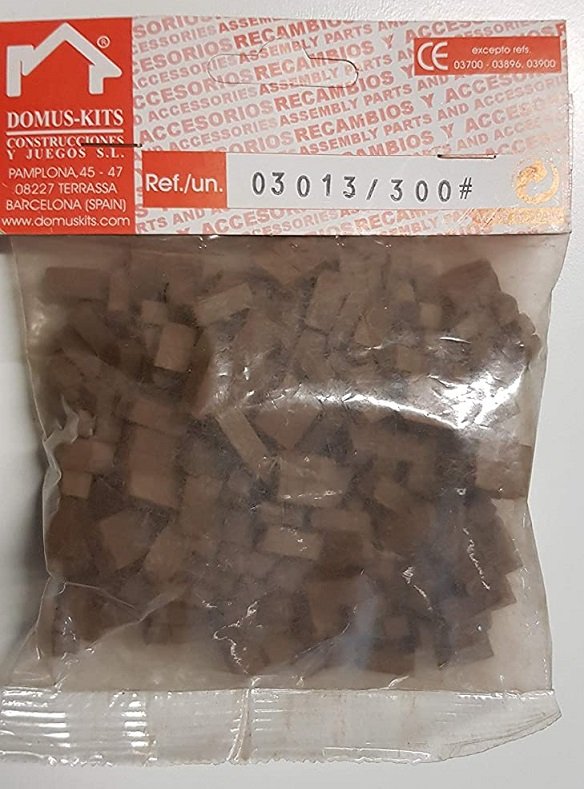 ®
DOMUS-KITS
CONSTRUCCIONES
Y JUEGOS S.L.
PAMPLONA,45 - 47
08227 TERRASSA
BARCELONA (SPAIN)
www.domuskits.com
Ref./un.
03013/300#
CE
excepto refs.
03700 - 03896, 03900
RECAMBIOS Y ACCESORIOS
ASSEMBLY PARTS AND ACCESSORIES